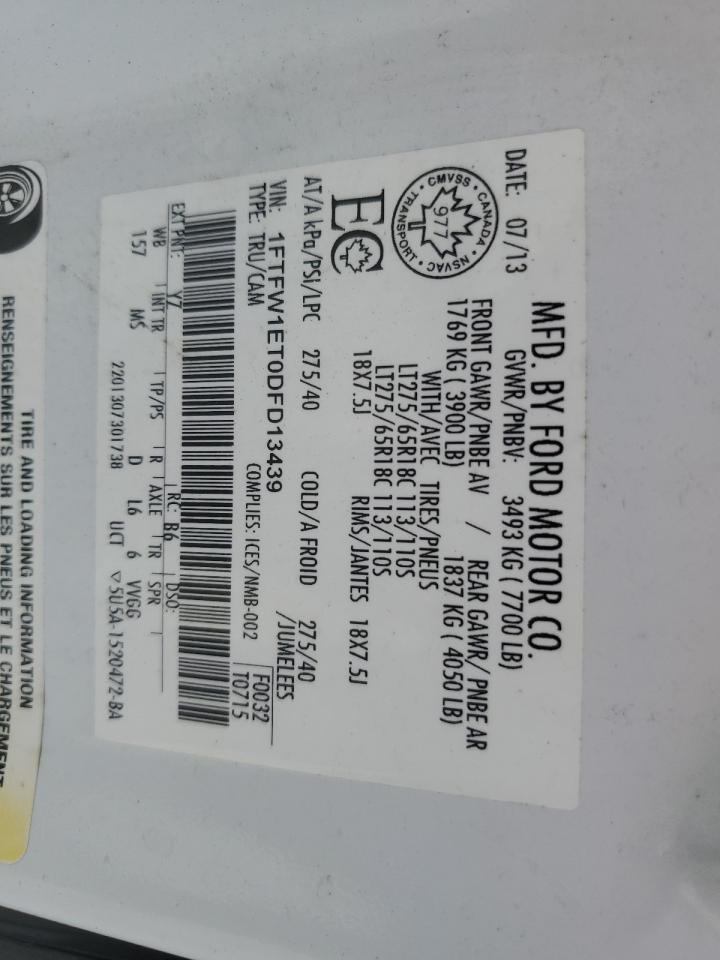 MFD. BY FORD MOTOR CO.
DATE: 07/13
GVWR/PNBV: 3493 KG ( 7700 LB)
CANADA
CMVSS
NSVAC
TRANSPORT
977
FRONT GAWR/PNBE AV / REAR GAWR/ PNBE AR
1769 KG ( 3900 LB) 1837 KG ( 4050 LB)
WITH/AVEC TIRES/PNEUS
LT275/65R18C 113/110S
LT275/65R18C 113/110S
EC
18X7.5J RIMS/JANTES 18X7.5J
AT/A kPa/PSI/LPC 275/40 COLD/A FROID 275/40
/JUMELEES
VIN: 1FTFW1ET0DFD13439
TYPE: TRU/CAM COMPLIES: ICES/NMB-002
F0032
T0715
EXT PNT: YZ RC: B6 DSO:
WB INT TR TP/PS R AXLE TR SPR
157 MS D L6 6 VVGG
2201307301738 UCT ▽5U5A-1520472-BA
TIRE AND LOADING INFORMATION
RENSEIGNEMENTS SUR LES PNEUS ET LE CHARGEMENT